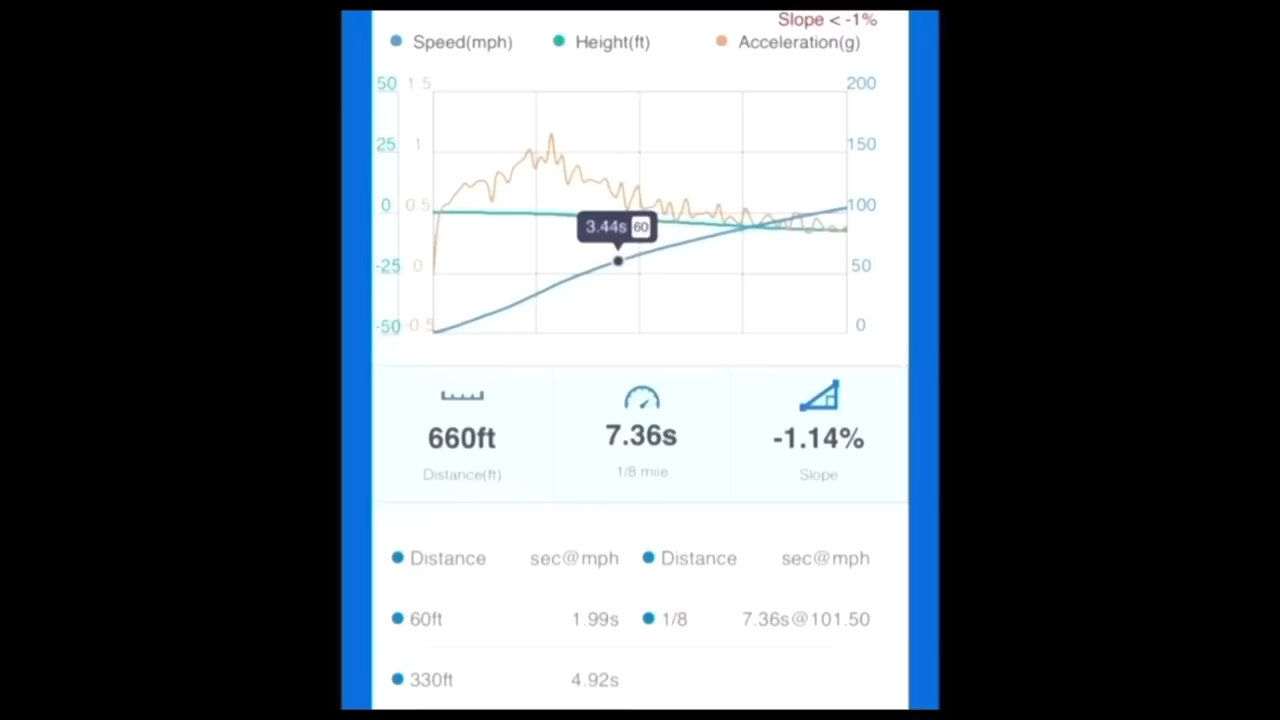 Slope < -1%
Speed(mph) Height(ft) Acceleration(g)
50 1.5 200
25 1 150
0 0.5 100
-25 0 50
-50 -0.5 0
3.44s 60
660ft 7.36s -1.14%
Distance(ft) 1/8 mile Slope
Distance sec@mph Distance sec@mph
60ft 1.99s 1/8 7.36s@101.50
330ft 4.92s